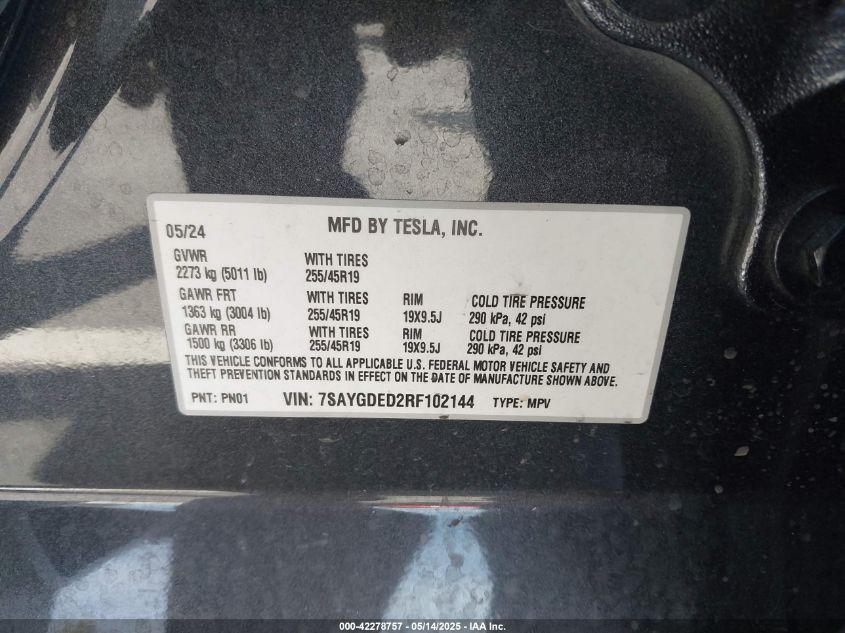 05/24 MFD BY TESLA, INC.
GVWR WITH TIRES
2273 kg (5011 lb) 255/45R19
GAWR FRT WITH TIRES RIM COLD TIRE PRESSURE
1363 kg (3004 lb) 255/45R19 19X9.5J 290 kPa, 42 psi
GAWR RR WITH TIRES RIM COLD TIRE PRESSURE
1500 kg (3306 lb) 255/45R19 19X9.5J 290 kPa, 42 psi
THIS VEHICLE CONFORMS TO ALL APPLICABLE U.S. FEDERAL MOTOR VEHICLE SAFETY AND
THEFT PREVENTION STANDARDS IN EFFECT ON THE DATE OF MANUFACTURE SHOWN ABOVE.
PNT: PN01 VIN: 7SAYGDED2RF102144 TYPE: MPV
000-42278757 - 05/14/2025 - IAA Inc.